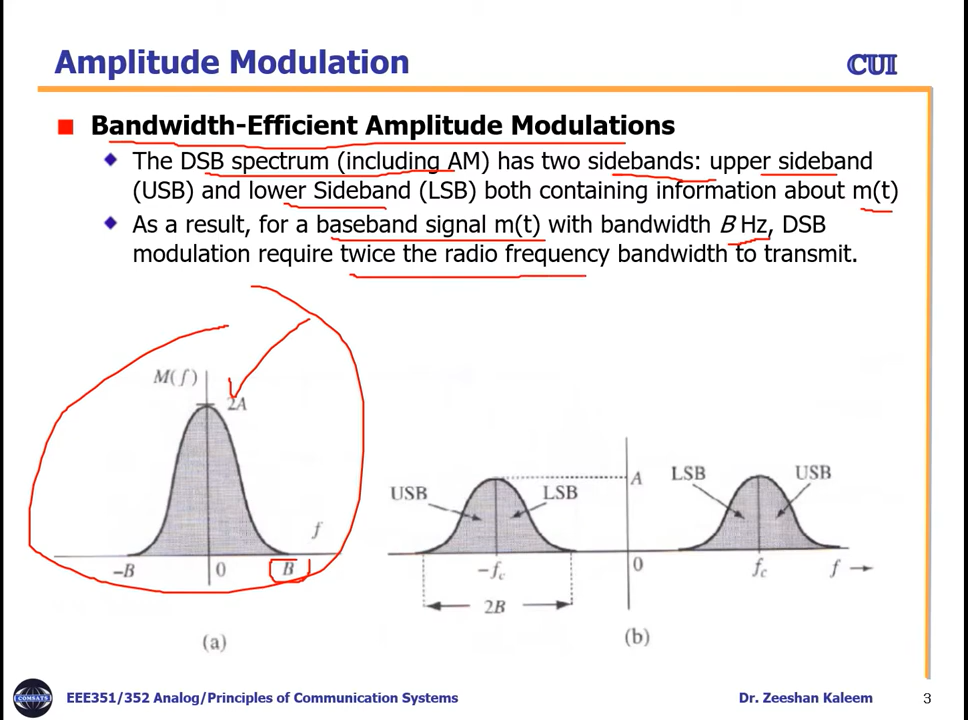 Amplitude Modulation
CUI
Bandwidth-Efficient Amplitude Modulations
The DSB spectrum (including AM) has two sidebands: upper sideband
(USB) and lower Sideband (LSB) both containing information about m(t)
As a result, for a baseband signal m(t) with bandwidth B Hz, DSB
modulation require twice the radio frequency bandwidth to transmit.
M(f)
2A
f
−B
0
B
(a)
USB
LSB
A
LSB
USB
−fc
0
fc
f
2B
(b)
COMSATS
EEE351/352 Analog/Principles of Communication Systems
Dr. Zeeshan Kaleem
3